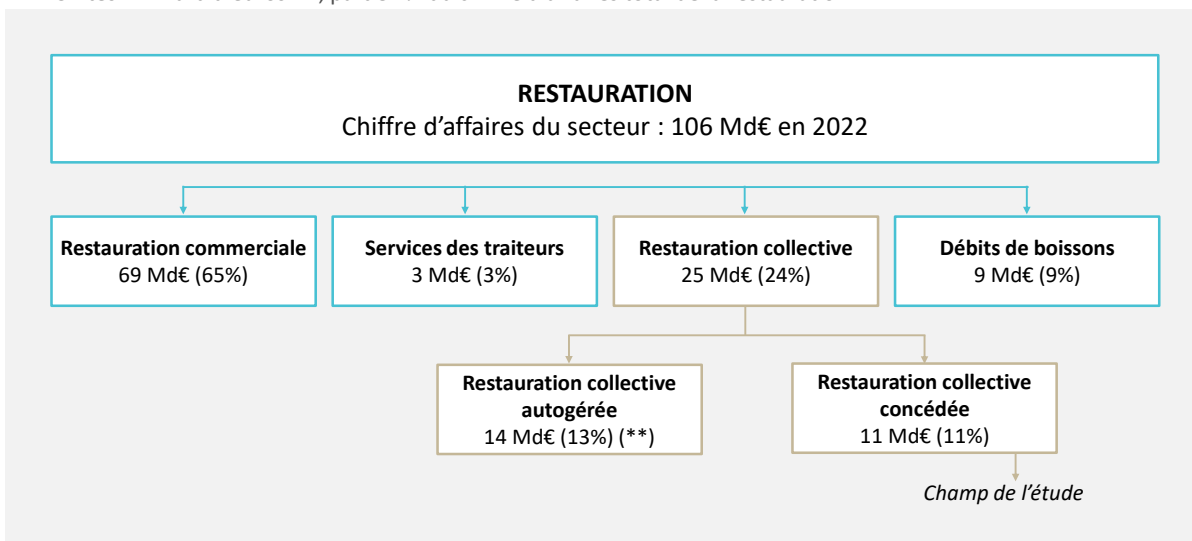 RESTAURATION
Chiffre d'affaires du secteur : 106 Md€ en 2022
Restauration commerciale
69 Md€ (65%)
Services des traiteurs
3 Md€ (3%)
Restauration collective
25 Md€ (24%)
Débits de boissons
9 Md€ (9%)
Restauration collective
autogérée
14 Md€ (13%) (**)
Restauration collective
concédée
11 Md€ (11%)
Champ de l'étude